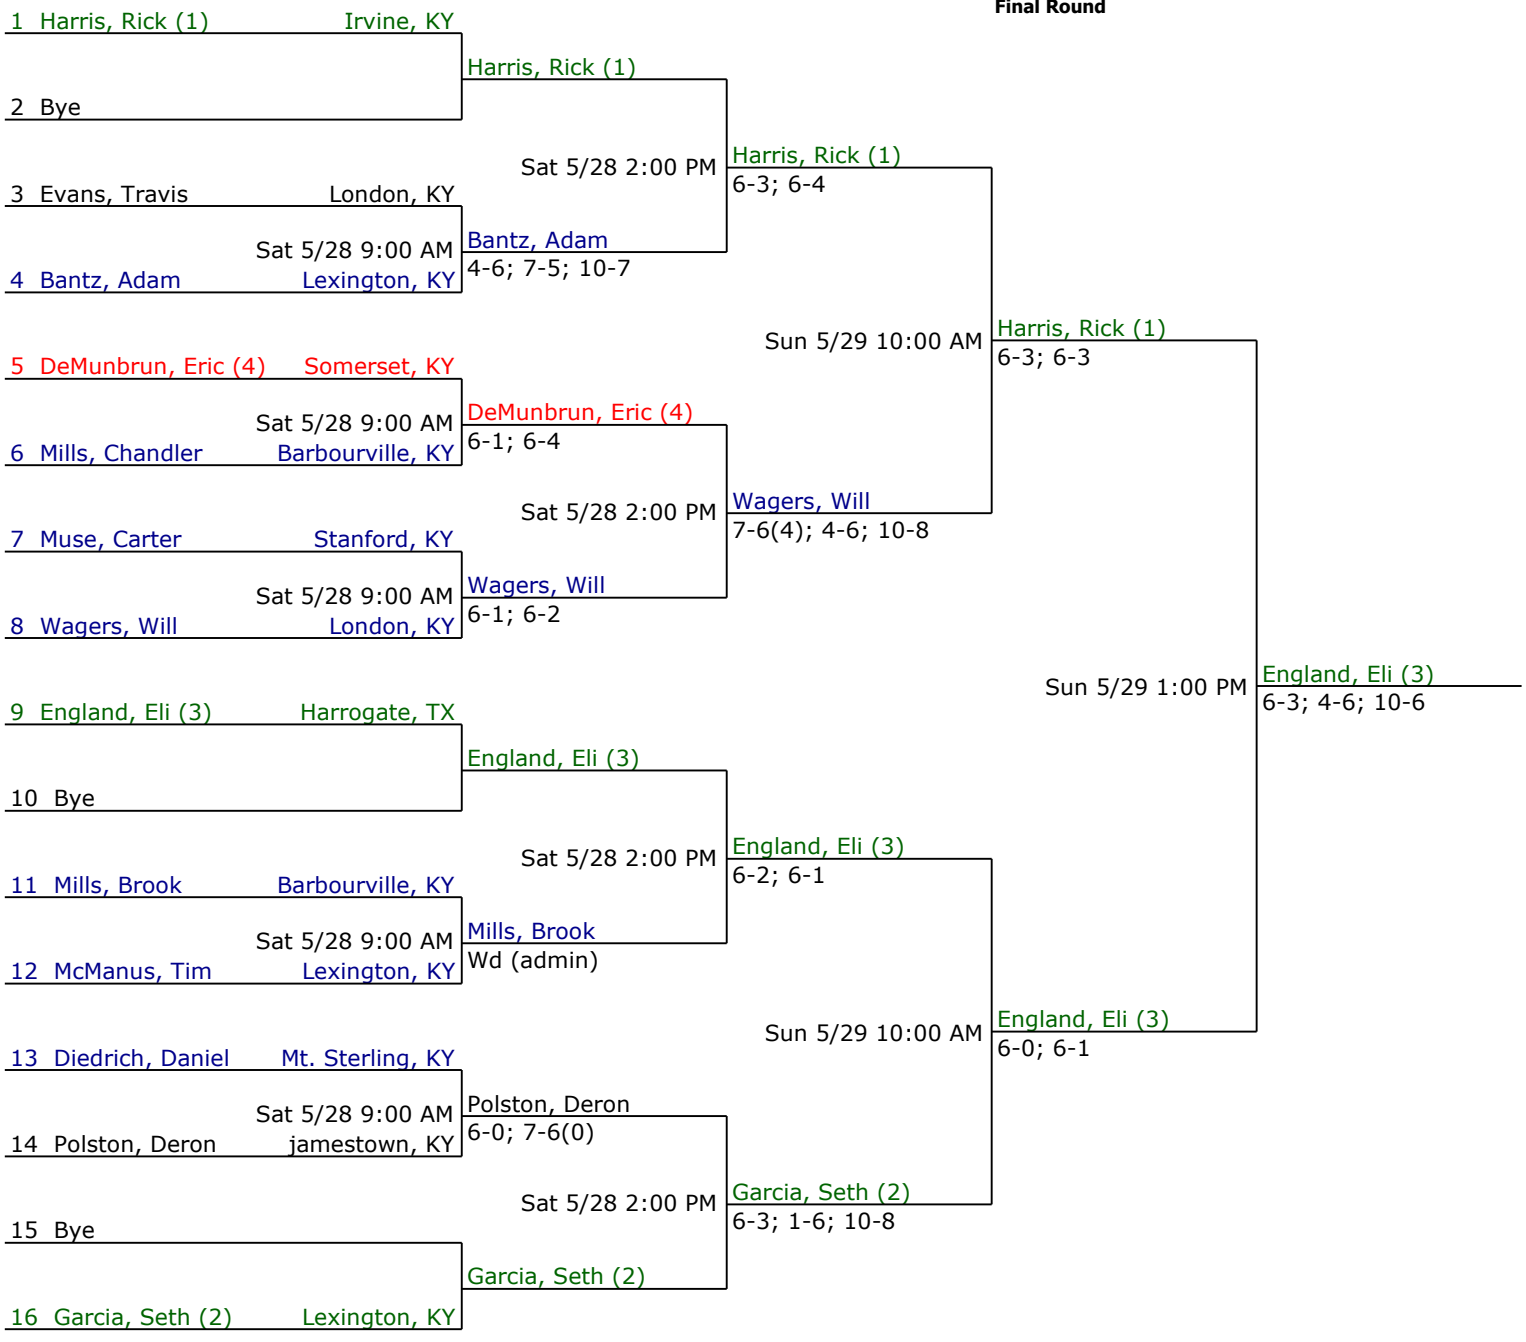 Final Round
1 Harris, Rick (1) Irvine, KY
Harris, Rick (1)
2 Bye
Sat 5/28 2:00 PM
Harris, Rick (1)
6-3; 6-4
3 Evans, Travis London, KY
Sat 5/28 9:00 AM
Bantz, Adam
4-6; 7-5; 10-7
4 Bantz, Adam Lexington, KY
Sun 5/29 10:00 AM
Harris, Rick (1)
6-3; 6-3
5 DeMunbrun, Eric (4) Somerset, KY
Sat 5/28 9:00 AM
DeMunbrun, Eric (4)
6-1; 6-4
6 Mills, Chandler Barbourville, KY
Sat 5/28 2:00 PM
Wagers, Will
7-6(4); 4-6; 10-8
7 Muse, Carter Stanford, KY
Sat 5/28 9:00 AM
Wagers, Will
6-1; 6-2
8 Wagers, Will London, KY
Sun 5/29 1:00 PM
England, Eli (3)
6-3; 4-6; 10-6
9 England, Eli (3) Harrogate, TX
England, Eli (3)
10 Bye
Sat 5/28 2:00 PM
England, Eli (3)
6-2; 6-1
11 Mills, Brook Barbourville, KY
Sat 5/28 9:00 AM
Mills, Brook
Wd (admin)
12 McManus, Tim Lexington, KY
Sun 5/29 10:00 AM
England, Eli (3)
6-0; 6-1
13 Diedrich, Daniel Mt. Sterling, KY
Sat 5/28 9:00 AM
Polston, Deron
6-0; 7-6(0)
14 Polston, Deron jamestown, KY
Sat 5/28 2:00 PM
Garcia, Seth (2)
6-3; 1-6; 10-8
15 Bye
Garcia, Seth (2)
16 Garcia, Seth (2) Lexington, KY